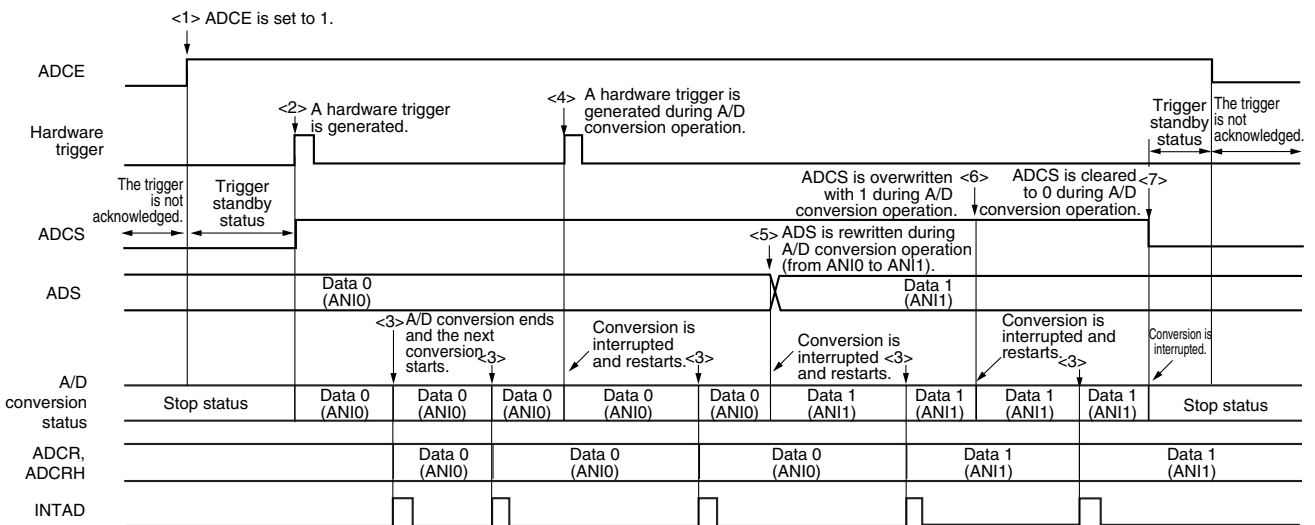 <1> ADCE is set to 1.
ADCE
<2> A hardware trigger
is generated.
<4> A hardware trigger is
generated during A/D
conversion operation.
Trigger
standby
status
The trigger
is not
acknowledged.
Hardware
trigger
The trigger
is not
acknowledged.
Trigger
standby
status
ADCS is overwritten <6>
with 1 during A/D
conversion operation.
ADCS is cleared <7>
to 0 during A/D
conversion operation.
ADCS
<5> ADS is rewritten during
A/D conversion operation
(from ANI0 to ANI1).
ADS
Data 0
(ANI0)
Data 1
(ANI1)
<3> A/D conversion ends
and the next
conversion
starts. <3>
Conversion is
interrupted
and restarts. <3>
Conversion is
interrupted <3>
and restarts.
Conversion is
interrupted and
restarts. <3>
Conversion is
interrupted.
A/D
conversion
status
Stop status
Data 0
(ANI0)
Data 0
(ANI0)
Data 0
(ANI0)
Data 0
(ANI0)
Data 0
(ANI0)
Data 1
(ANI1)
Data 1
(ANI1)
Data 1
(ANI1)
Data 1
(ANI1)
Stop status
ADCR,
ADCRH
Data 0
(ANI0)
Data 0
(ANI0)
Data 0
(ANI0)
Data 1
(ANI1)
Data 1
(ANI1)
INTAD